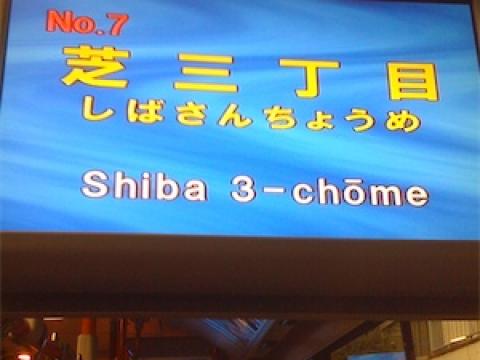 No.7
芝三丁目
しばさんちょうめ
Shiba 3-chōme